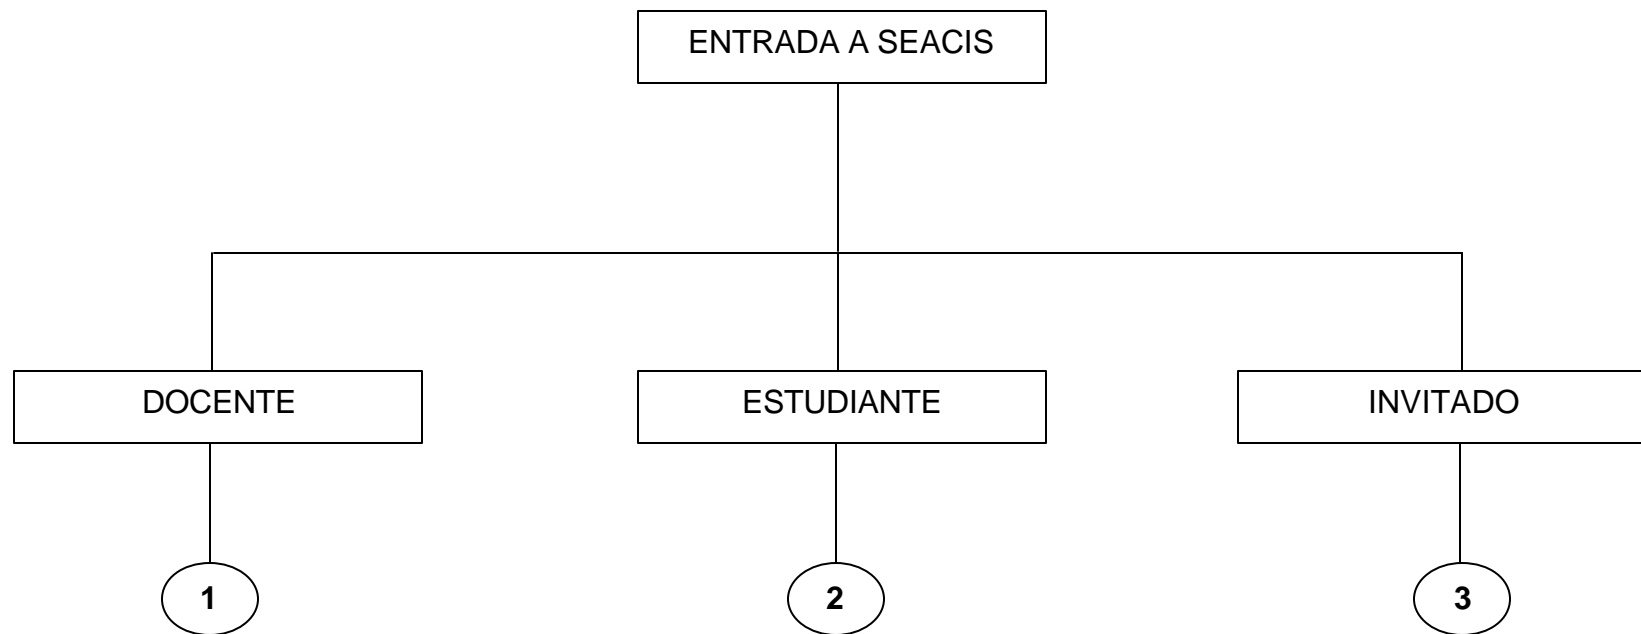 ENTRADA A SEACIS
DOCENTE
ESTUDIANTE
INVITADO
1
2
3